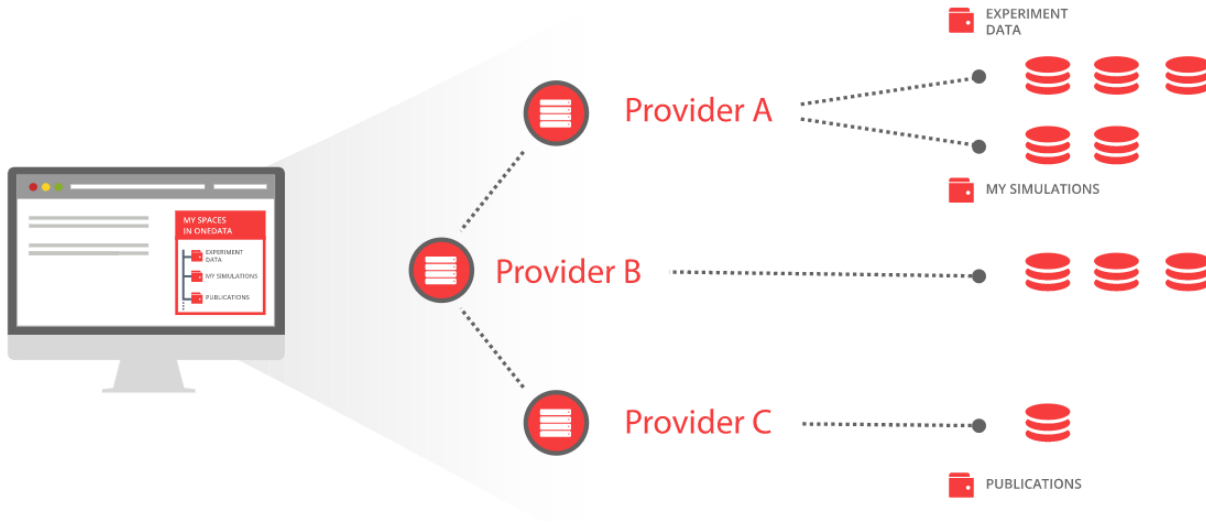 EXPERIMENT
DATA
Provider A
MY SIMULATIONS
MY SPACES
IN ONEDATA
EXPERIMENT
DATA
MY SIMULATIONS
PUBLICATIONS
Provider B
Provider C
PUBLICATIONS